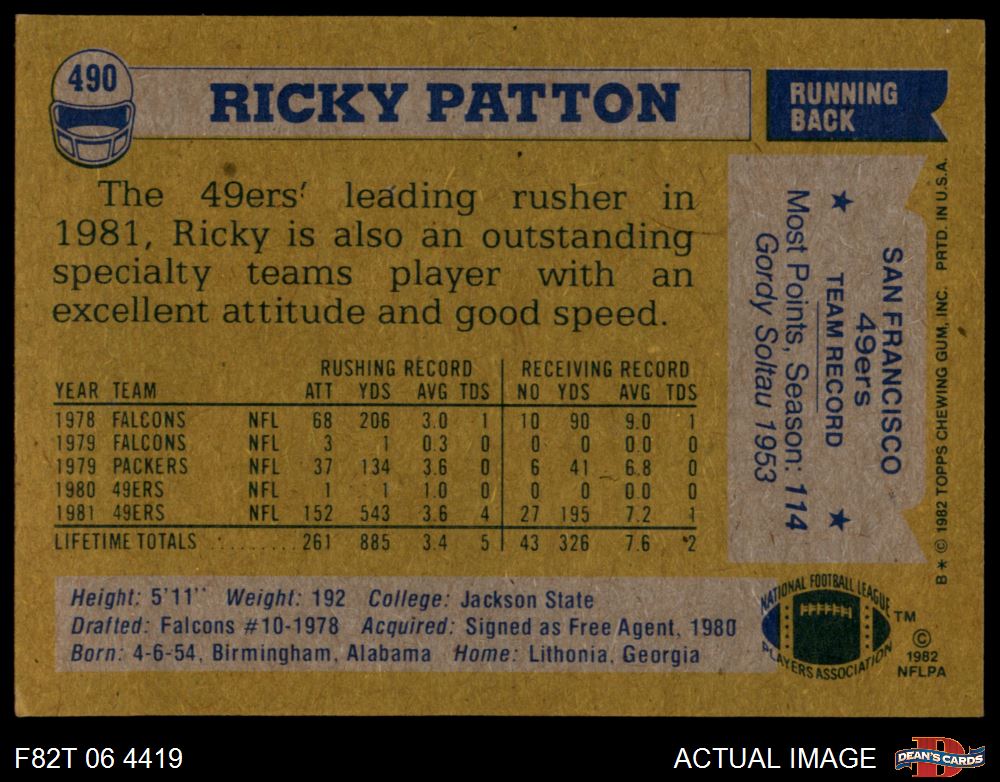 490
RICKY PATTON
RUNNING
BACK
The 49ers' leading rusher in
1981, Ricky is also an outstanding
specialty teams player with an
excellent attitude and good speed.
RUSHING RECORD RECEIVING RECORD
YEAR TEAM ATT YDS AVG TDS NO YDS AVG TDS
1978 FALCONS NFL 68 206 3.0 1 10 90 9.0 1
1979 FALCONS NFL 3 1 0.3 0 0 0 0.0 0
1979 PACKERS NFL 37 134 3.6 0 6 41 6.8 0
1980 49ERS NFL 1 1 1.0 0 0 0 0.0 0
1981 49ERS NFL 152 543 3.6 4 27 195 7.2 1
LIFETIME TOTALS .......... 261 885 3.4 5 43 326 7.6 2
Height: 5'11" Weight: 192 College: Jackson State
Drafted: Falcons #10-1978 Acquired: Signed as Free Agent, 1980
Born: 4-6-54, Birmingham, Alabama Home: Lithonia, Georgia
SAN FRANCISCO
49ers
★ TEAM RECORD ★
Most Points, Season: 114
Gordy Soltau 1953
B * © 1982 TOPPS CHEWING GUM, INC. PRTD. IN U.S.A.
NATIONAL FOOTBALL LEAGUE
PLAYERS ASSOCIATION
TM
©
1982
NFLPA
F82T 06 4419
ACTUAL IMAGE
D
DEAN'S CARDS